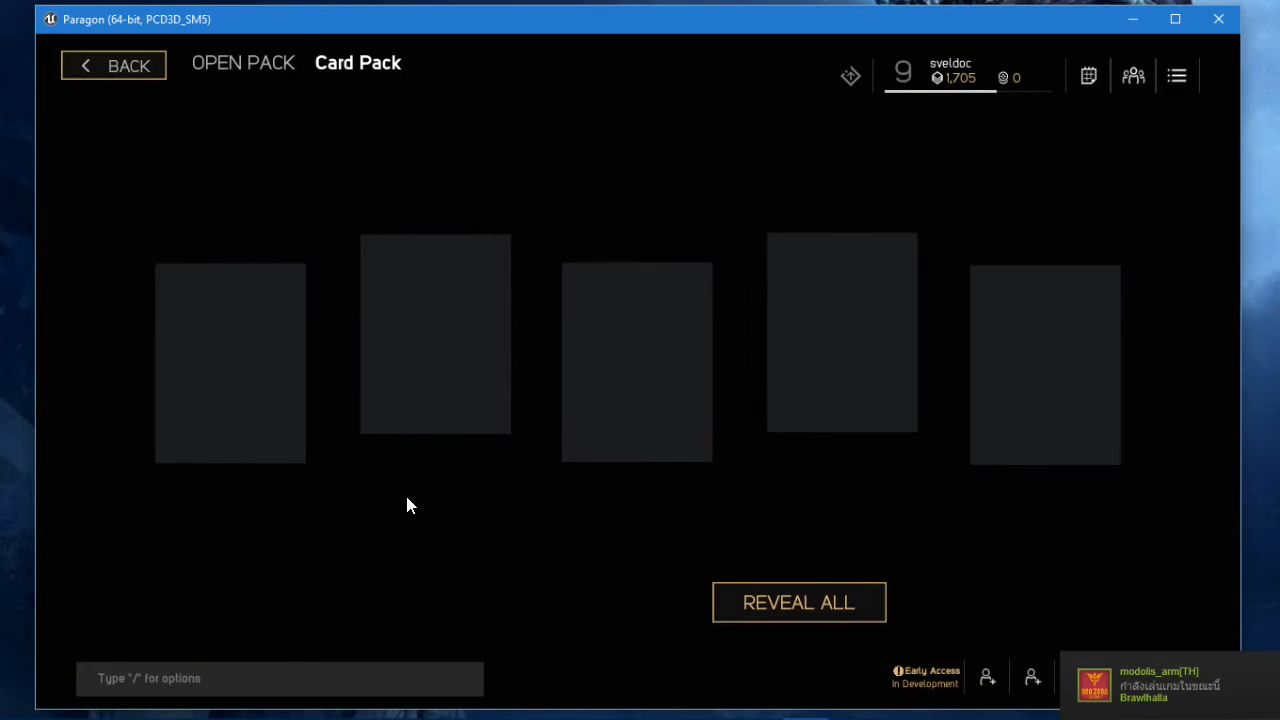 Paragon (64-bit, PCD3D_SM5)
BACK
OPEN PACK Card Pack
9
sveldoc
1,705 0
REVEAL ALL
Type "/" for options
Early Access
In Development
modolis_arm[TH]
กำลังเล่นเกมในขณะนี้
Brawlhalla